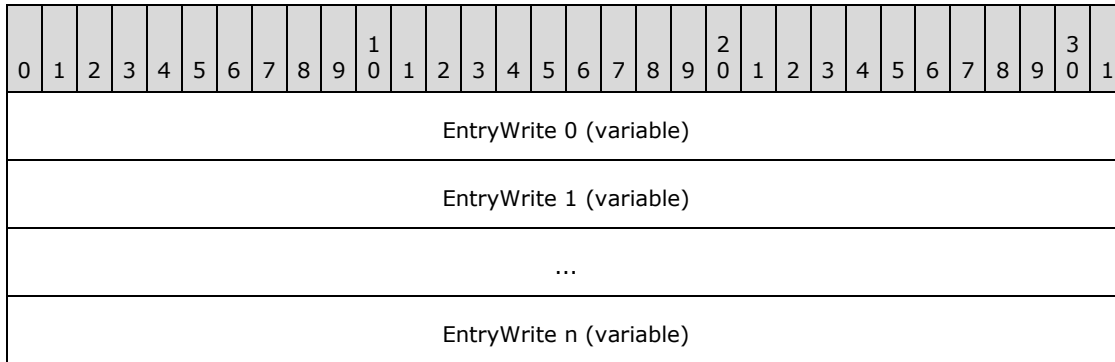 0 1 2 3 4 5 6 7 8 9 1 0 1 2 3 4 5 6 7 8 9 2 0 1 2 3 4 5 6 7 8 9 3 0 1
EntryWrite 0 (variable)
EntryWrite 1 (variable)
...
EntryWrite n (variable)